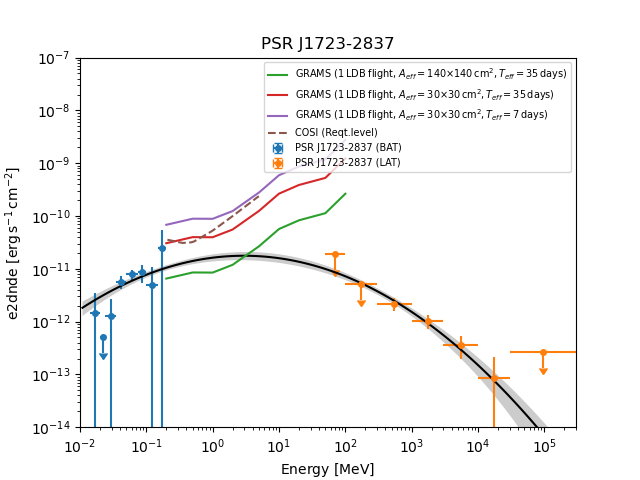 PSR J1723-2837
GRAMS (1 LDB flight, A_eff = 140×140 cm², T_eff = 35 days)
GRAMS (1 LDB flight, A_eff = 30×30 cm², T_eff = 35 days)
GRAMS (1 LDB flight, A_eff = 30×30 cm², T_eff = 7 days)
COSI (Reqt.level)
PSR J1723-2837 (BAT)
PSR J1723-2837 (LAT)
e2dnde [erg s⁻¹ cm⁻²]
10⁻⁷
10⁻⁸
10⁻⁹
10⁻¹⁰
10⁻¹¹
10⁻¹²
10⁻¹³
10⁻¹⁴
10⁻² 10⁻¹ 10⁰ 10¹ 10² 10³ 10⁴ 10⁵
Energy [MeV]